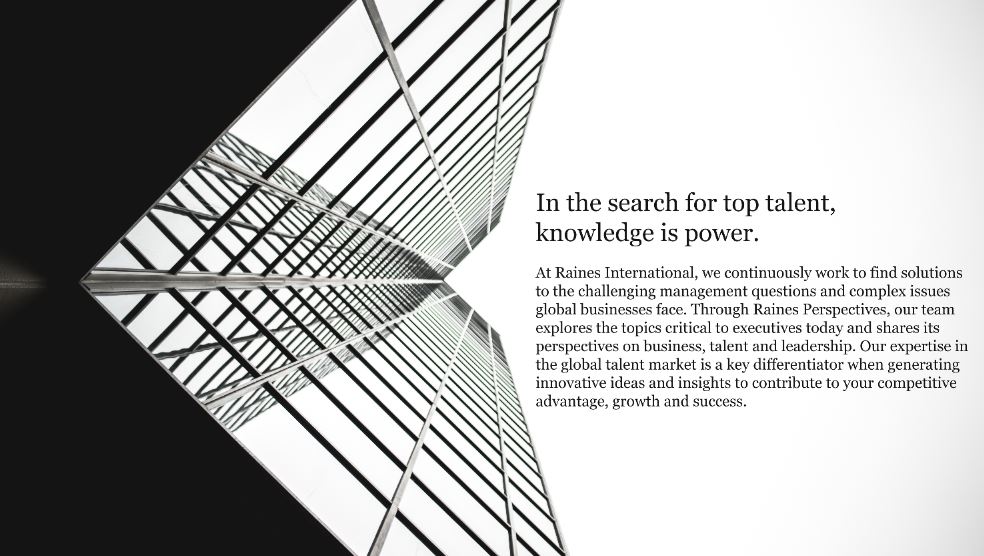 In the search for top talent,
knowledge is power.
At Raines International, we continuously work to find solutions
to the challenging management questions and complex issues
global businesses face. Through Raines Perspectives, our team
explores the topics critical to executives today and shares its
perspectives on business, talent and leadership. Our expertise in
the global talent market is a key differentiator when generating
innovative ideas and insights to contribute to your competitive
advantage, growth and success.